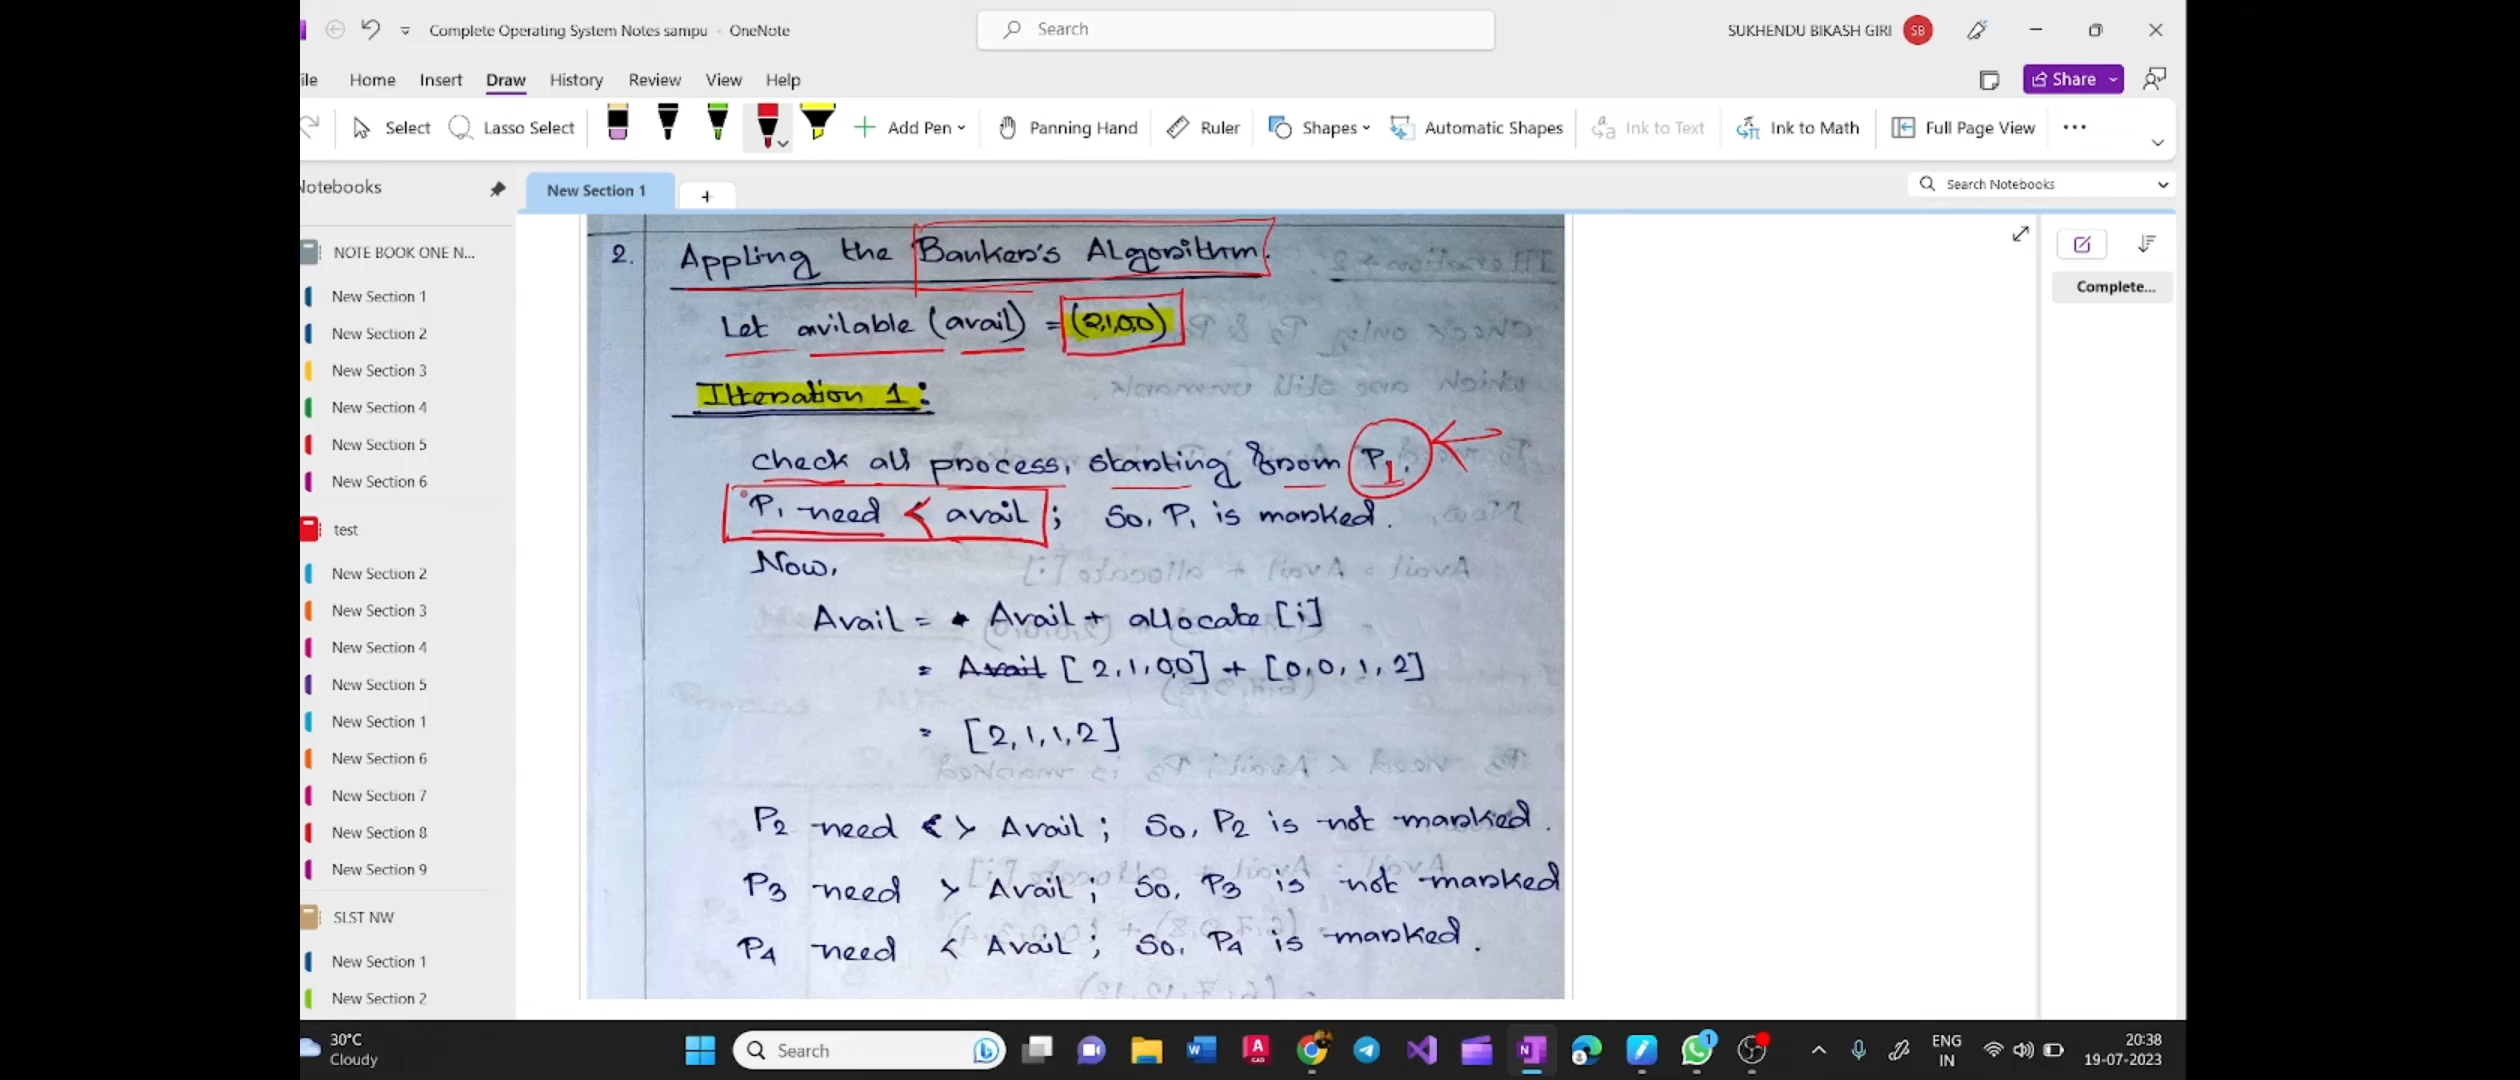 Complete Operating System Notes sampu - OneNote
Search
SUKHENDU BIKASH GIRI
SB
ile Home Insert Draw History Review View Help
Share
Select Lasso Select Add Pen Panning Hand Ruler Shapes Automatic Shapes Ink to Text Ink to Math Full Page View
Notebooks
New Section 1
Search Notebooks
Complete...
NOTE BOOK ONE N...
New Section 1
New Section 2
New Section 3
New Section 4
New Section 5
New Section 6
test
New Section 2
New Section 3
New Section 4
New Section 5
New Section 1
New Section 6
New Section 7
New Section 8
New Section 9
SLST NW
New Section 1
New Section 2
2. Appling the Banker's Algorithm.
Let avilable (avail) = (2,1,0,0)
Itteration 1:
check all process, starting from P1.
P1 need < avail ; So, P1 is marked.
Now,
Avail = Avail + allocate [i]
= Avail [2,1,0,0] + [0,0,1,2]
= [2,1,1,2]
P2 need > Avail ; So, P2 is not marked.
P3 need > Avail ; So, P3 is not marked
P4 need < Avail ; So, P4 is marked.
30°C
Cloudy
Search
ENG
IN
20:38
19-07-2023